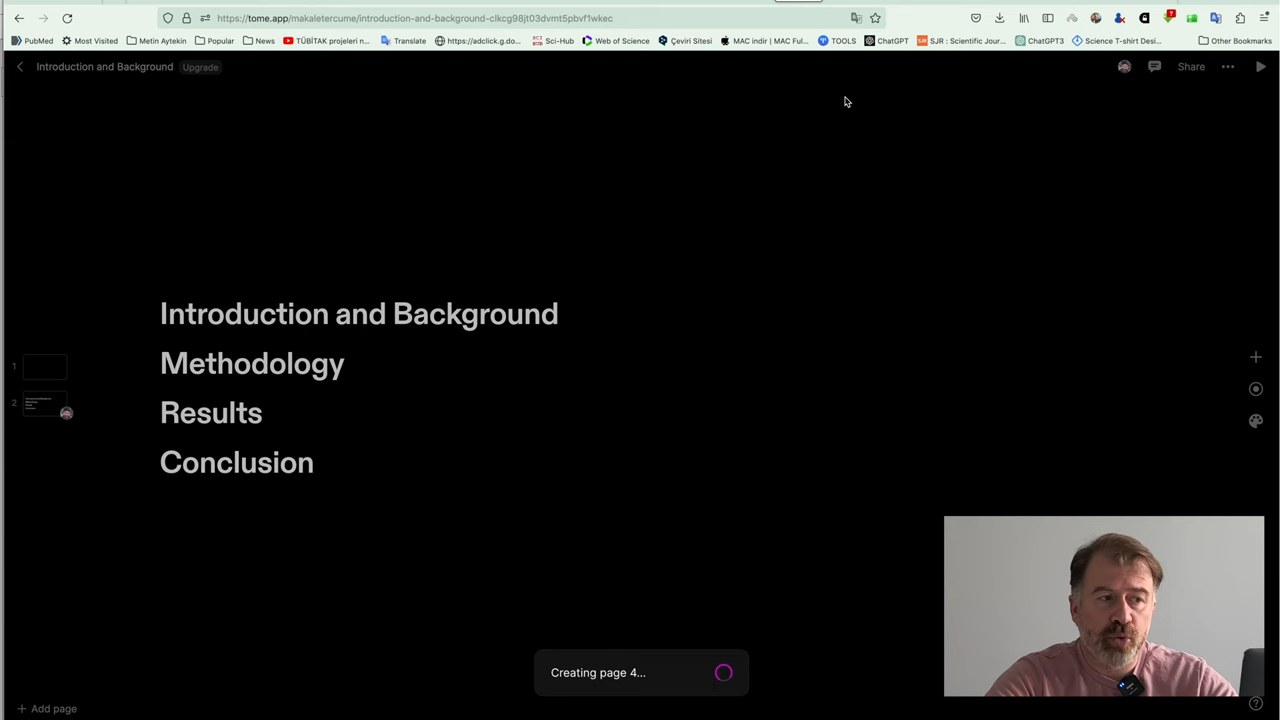 https://tome.app/makaletercume/introduction-and-background-clkcg98jt03dvmt5pbvf1wkec
PubMed Most Visited Metin Aytekin Popular News TÜBİTAK projeleri n... Translate https://adclick.g.do... Sci-Hub Web of Science Çeviri Sitesi MAC indir | MAC Ful... TOOLS ChatGPT SJR : Scientific Jour... ChatGPT3 Science T-shirt Desi... Other Bookmarks
Introduction and Background Upgrade Share
Introduction and Background
Methodology
Results
Conclusion
1
2
Creating page 4...
Add page